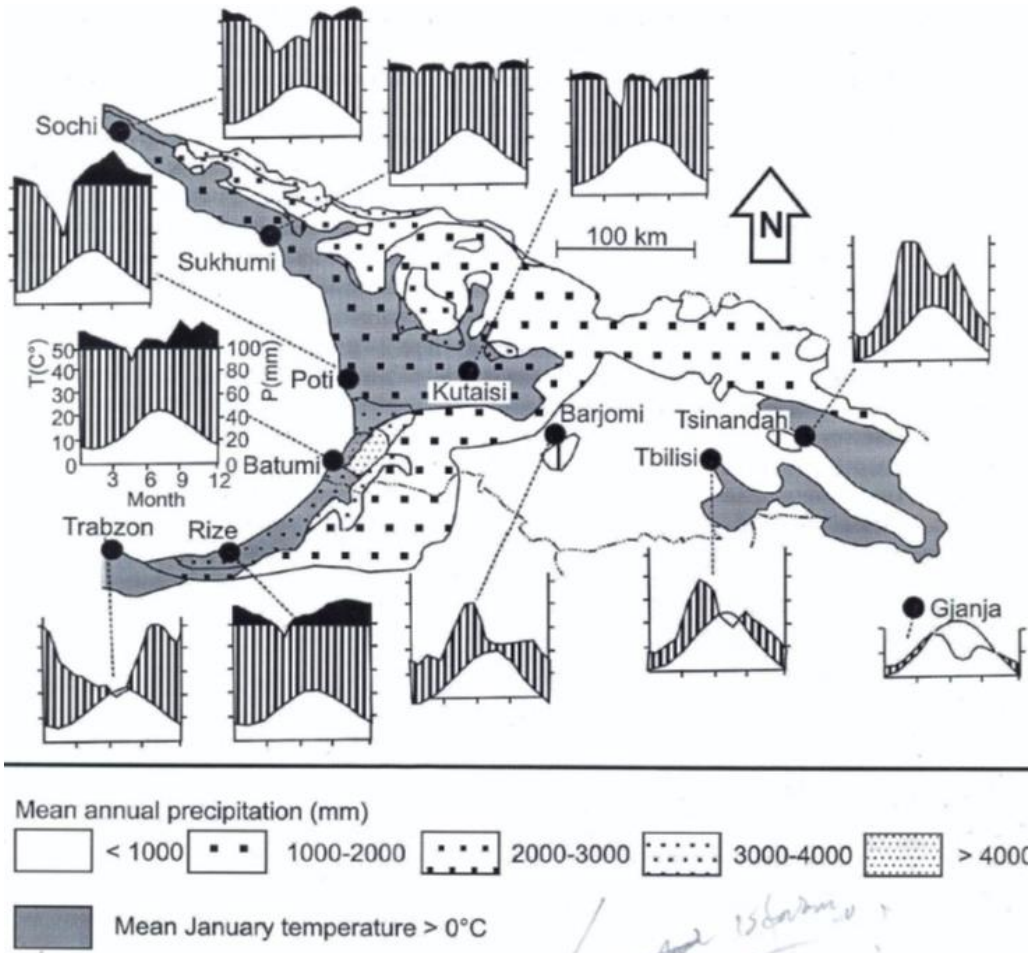 Sochi
Sukhumi
N
100 km
T(C°)
P(mm)
50
40
30
20
10
0
100
80
60
40
20
0
3 6 9 12
Month
Poti
Kutaisi
Batumi
Barjomi
Tsinandah
Tbilisi
Trabzon
Rize
Gjanja
Mean annual precipitation (mm)
< 1000
1000-2000
2000-3000
3000-4000
> 4000
Mean January temperature > 0°C